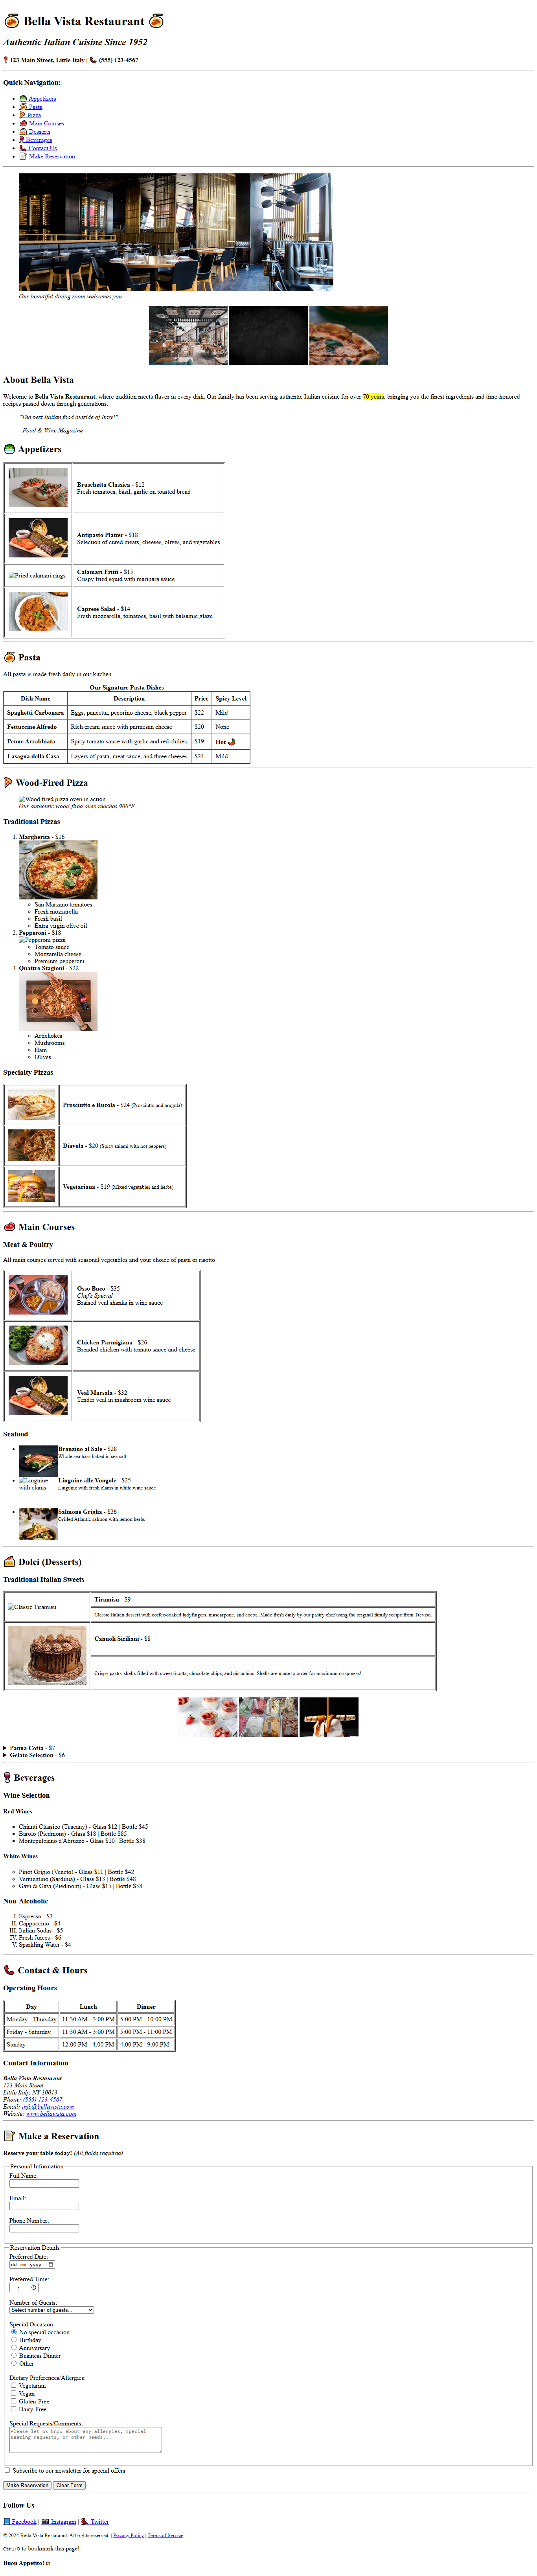 Bella Vista Restaurant
Authentic Italian Cuisine Since 1952
123 Main Street, Little Italy | (555) 123-4567
Quick Navigation:
Appetizers
Pasta
Pizza
Main Courses
Desserts
Beverages
Contact Us
Make Reservation
Our beautiful dining room welcomes you
About Bella Vista
Welcome to Bella Vista Restaurant, where tradition meets flavor in every dish. Our family has been serving authentic Italian cuisine for over 70 years, bringing you the finest ingredients and time-honored
recipes passed down through generations.
"The best Italian food outside of Italy!"
- Food & Wine Magazine
Appetizers
Bruschetta Classica - $12
Fresh tomatoes, basil, garlic on toasted bread
Antipasto Platter - $18
Selection of cured meats, cheeses, olives, and vegetables
Fried calamari rings
Calamari Fritti - $15
Crispy fried squid with marinara sauce
Caprese Salad - $14
Fresh mozzarella, tomatoes, basil with balsamic glaze
Pasta
All pasta is made fresh daily in our kitchen
Our Signature Pasta Dishes
Dish Name Description Price Spicy Level
Spaghetti Carbonara Eggs, pancetta, pecorino cheese, black pepper $22 Mild
Fettuccine Alfredo Rich cream sauce with parmesan cheese $20 None
Penne Arrabbiata Spicy tomato sauce with garlic and red chilies $19 Hot
Lasagna della Casa Layers of pasta, meat sauce, and three cheeses $24 Mild
Wood-Fired Pizza
Wood fired pizza oven in action
Our authentic wood-fired oven reaches 900°F
Traditional Pizzas
1. Margherita - $16
San Marzano tomatoes
Fresh mozzarella
Fresh basil
Extra virgin olive oil
2. Pepperoni - $18
Pepperoni pizza
Tomato sauce
Mozzarella cheese
Premium pepperoni
3. Quattro Stagioni - $22
Artichokes
Mushrooms
Ham
Olives
Specialty Pizzas
Prosciutto e Rucola - $24 (Prosciutto and arugula)
Diavola - $20 (Spicy salami with hot peppers)
Vegetariana - $19 (Mixed vegetables and herbs)
Main Courses
Meat & Poultry
All main courses served with seasonal vegetables and your choice of pasta or risotto
Osso Buco - $35
Chef's Special
Braised veal shanks in wine sauce
Chicken Parmigiana - $26
Breaded chicken with tomato sauce and cheese
Veal Marsala - $32
Tender veal in mushroom wine sauce
Seafood
Branzino al Sale - $28
Whole sea bass baked in sea salt
Linguine
with clams
Linguine alle Vongole - $25
Linguine with fresh clams in white wine sauce
Salmone Griglia - $26
Grilled Atlantic salmon with lemon herbs
Dolci (Desserts)
Traditional Italian Sweets
Classic Tiramisu
Tiramisu - $9
Classic Italian dessert with coffee-soaked ladyfingers, mascarpone, and cocoa. Made fresh daily by our pastry chef using the original family recipe from Treviso.
Cannoli Siciliani - $8
Crispy pastry shells filled with sweet ricotta, chocolate chips, and pistachios. Shells are made to order for maximum crispiness!
Panna Cotta - $7
Gelato Selection - $6
Beverages
Wine Selection
Red Wines
Chianti Classico (Tuscany) - Glass $12 | Bottle $45
Barolo (Piedmont) - Glass $18 | Bottle $85
Montepulciano d'Abruzzo - Glass $10 | Bottle $38
White Wines
Pinot Grigio (Veneto) - Glass $11 | Bottle $42
Vermentino (Sardinia) - Glass $13 | Bottle $48
Gavi di Gavi (Piedmont) - Glass $15 | Bottle $58
Non-Alcoholic
I. Espresso - $3
II. Cappuccino - $4
III. Italian Sodas - $5
IV. Fresh Juices - $6
V. Sparkling Water - $4
Contact & Hours
Operating Hours
Day Lunch Dinner
Monday - Thursday 11:30 AM - 3:00 PM 5:00 PM - 10:00 PM
Friday - Saturday 11:30 AM - 3:00 PM 5:00 PM - 11:00 PM
Sunday 12:00 PM - 4:00 PM 4:00 PM - 9:00 PM
Contact Information
Bella Vista Restaurant
123 Main Street
Little Italy, NY 10013
Phone: (555) 123-4567
Email: info@bellavista.com
Website: www.bellavista.com
Make a Reservation
Reserve your table today! (All fields required)
Personal Information
Full Name:
Email:
Phone Number:
Reservation Details
Preferred Date:
dd-mm-yyyy
Preferred Time:
--:--
Number of Guests:
Select number of guests...
Special Occasion:
No special occasion
Birthday
Anniversary
Business Dinner
Other
Dietary Preferences/Allergies:
Vegetarian
Vegan
Gluten-Free
Dairy-Free
Special Requests/Comments:
Please let us know about any allergies, special
seating requests, or other needs...
Subscribe to our newsletter for special offers
Make Reservation Clear Form
Follow Us
Facebook | Instagram | Twitter
© 2024 Bella Vista Restaurant. All rights reserved. | Privacy Policy | Terms of Service
Ctrl+D to bookmark this page!
Buon Appetito!